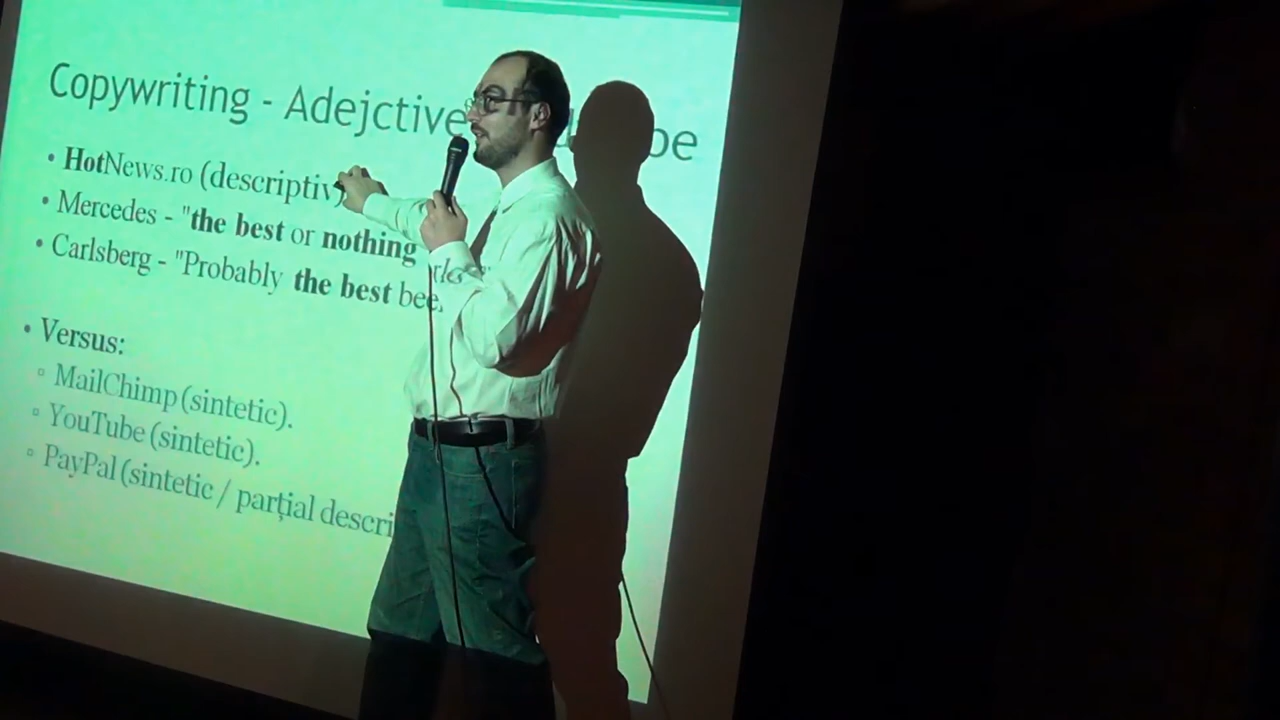 Copywriting - Adejctive
• HotNews.ro (descriptiv)
• Mercedes - "the best or nothing
• Carlsberg - "Probably the best
• Versus:
▫ MailChimp (sintetic).
▫ YouTube (sintetic).
▫ PayPal (sintetic / parțial descri